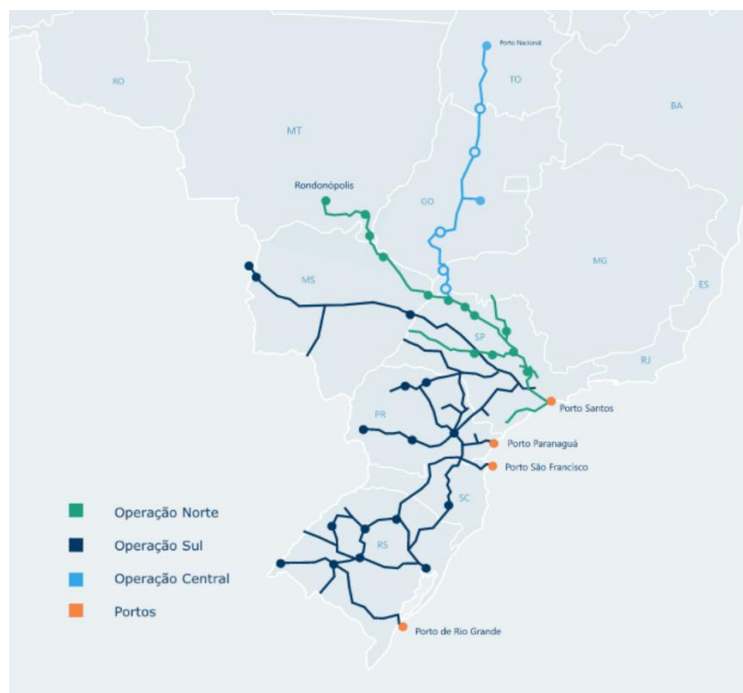 Porto Nacional
RO
TO
BA
MT
Rondonópolis
GO
MG
MS
ES
SP
RJ
Porto Santos
PR
Porto Paranaguá
Porto São Francisco
SC
Operação Norte
Operação Sul
RS
Operação Central
Portos
Porto de Rio Grande